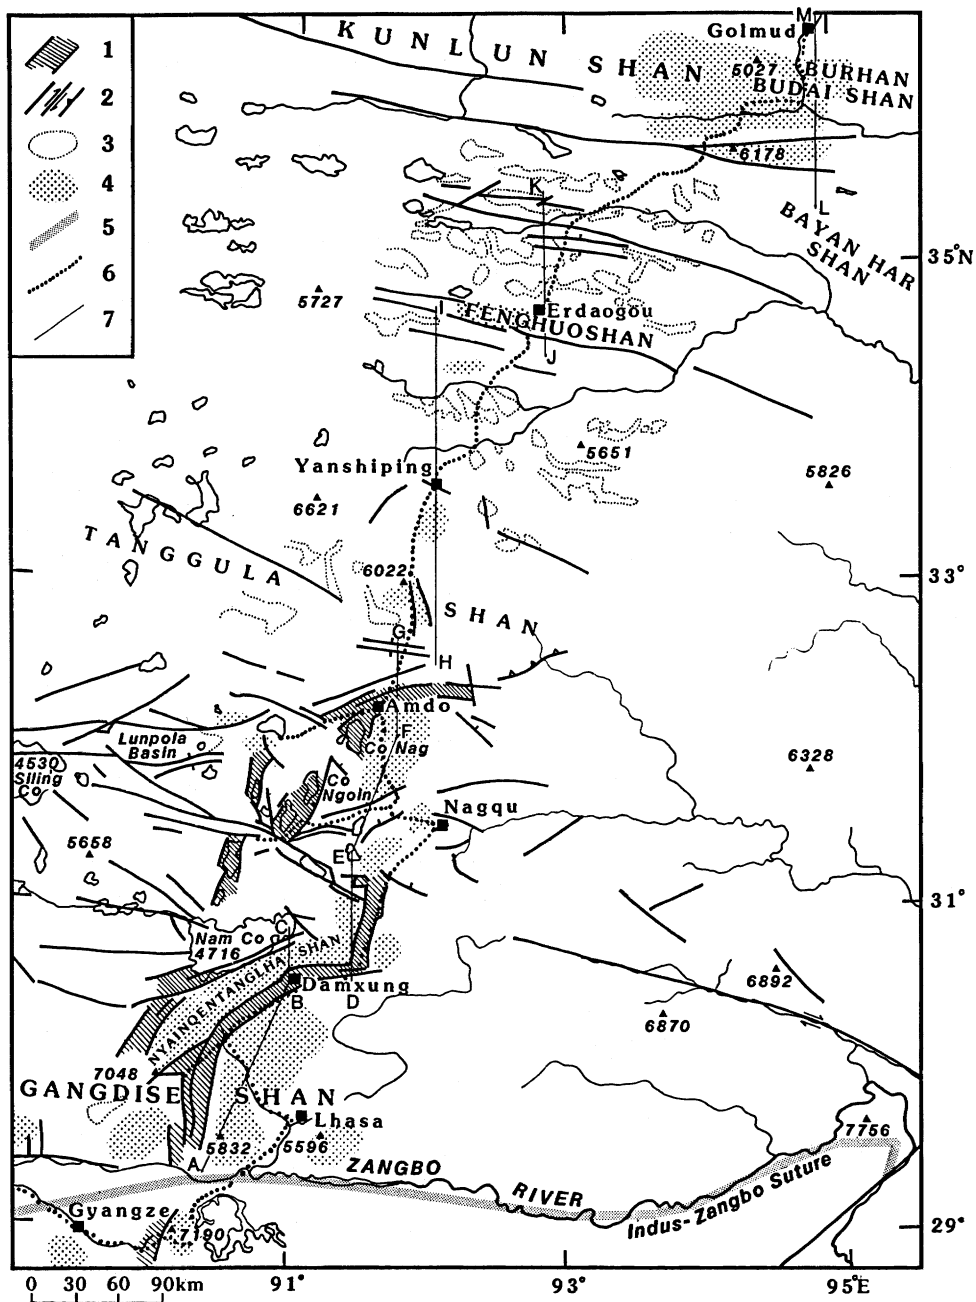 M
Golmud
KUNLUN SHAN
5027
BURHAN
BUDAI SHAN
1
2
3
4
5
6
7
6178
K
L
BAYAN HAR
SHAN
35°N
5727
I
FENGHUOSHAN
Erdaogou
J
5651
Yanshiping
5826
6621
TANGGULA
SHAN
6022
33°
G
H
Amdo
F
Co Nag
Lunpola
Basin
4530
Siling
Co
Co
Ngoin
6328
Nagqu
5658
E
31°
Nam Co
4716
C
NYAINQENTANGLHA SHAN
Damxung
B
D
6892
6870
7048
GANGDISE SHAN
Lhasa
5832
5596
7756
A
ZANGBO
RIVER
Indus-Zangbo Suture
Gyangze
7190
29°
0 30 60 90km
91°
93°
95°E